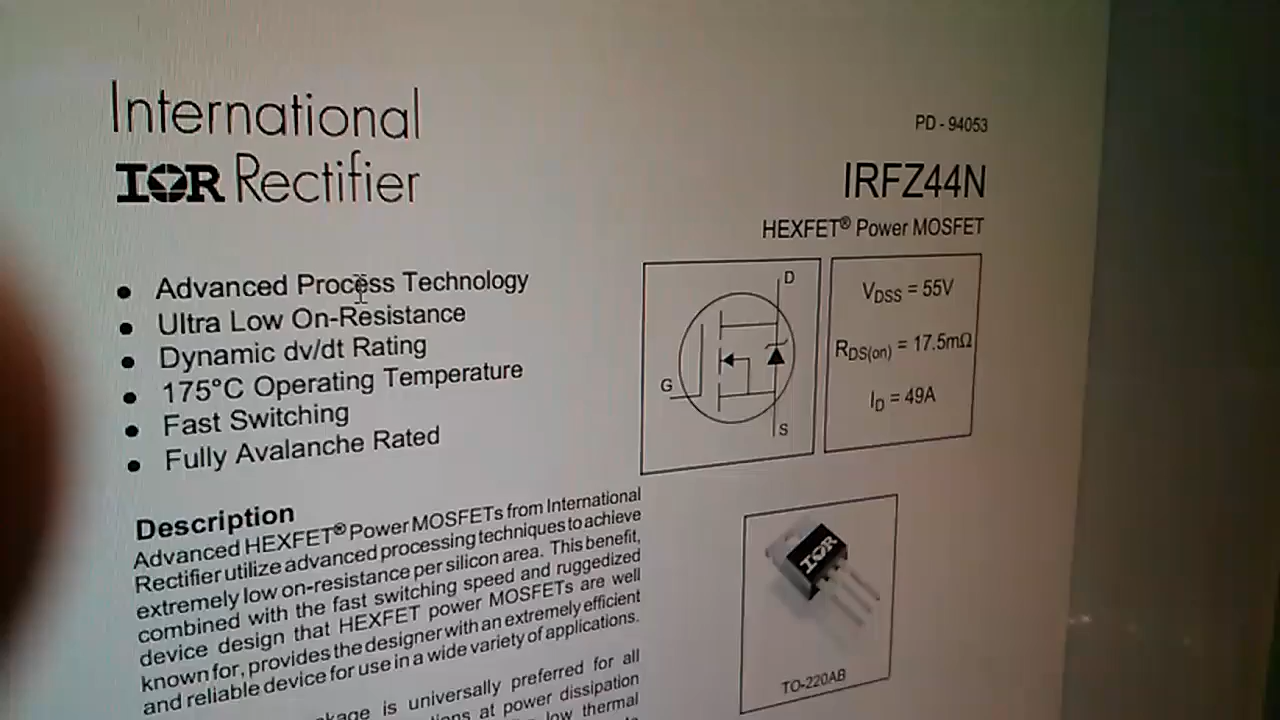 International
IOR Rectifier
PD - 94053
IRFZ44N
HEXFET® Power MOSFET
Advanced Process Technology
Ultra Low On-Resistance
Dynamic dv/dt Rating
175°C Operating Temperature
Fast Switching
Fully Avalanche Rated
D
G
S
VDSS = 55V
RDS(on) = 17.5mΩ
ID = 49A
Description
Advanced HEXFET® Power MOSFETs from International
Rectifier utilize advanced processing techniques to achieve
extremely low on-resistance per silicon area. This benefit,
combined with the fast switching speed and ruggedized
device design that HEXFET power MOSFETs are well
known for, provides the designer with an extremely efficient
and reliable device for use in a wide variety of applications.
is universally preferred for all
at power dissipation
low thermal
IOR
TO-220AB